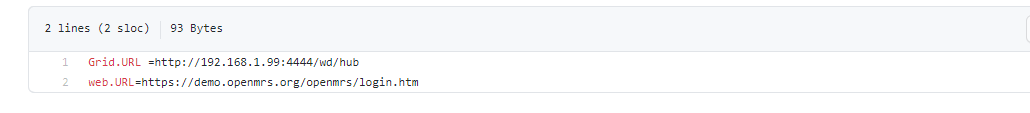 2 lines (2 sloc) 93 Bytes
1 Grid.URL =http://192.168.1.99:4444/wd/hub
2 web.URL=https://demo.openmrs.org/openmrs/login.htm